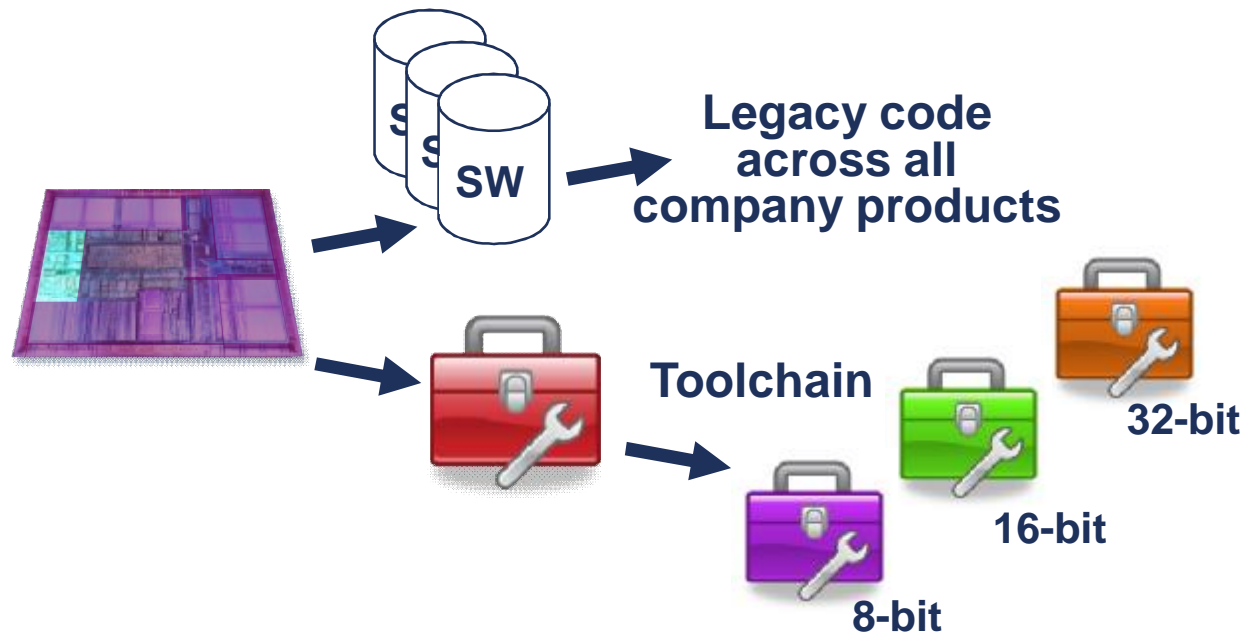 S
S
SW
Legacy code
across all
company products
Toolchain
32-bit
16-bit
8-bit